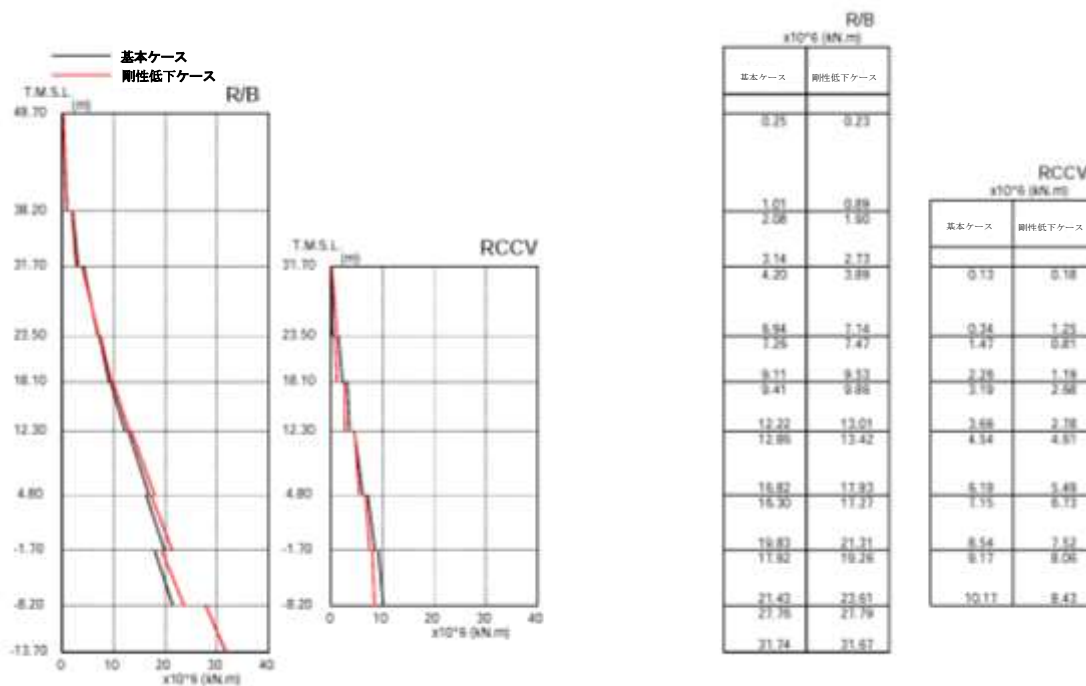 基本ケース
剛性低下ケース
T.M.S.L.
(m)
R/B
49.70
38.20
31.70
23.50
18.10
12.30
4.80
-1.70
-8.20
-13.70
0 10 20 30 40
x10^6 (kN.m)
T.M.S.L.
(m)
RCCV
31.70
23.50
18.10
12.30
4.80
-1.70
-8.20
0 10 20 30 40
x10^6 (kN.m)
R/B
x10^6 (kN.m)
基本ケース 剛性低下ケース
0.25 0.23
1.01 0.89
2.08 1.90
3.14 2.73
4.20 3.89
6.94 7.14
7.26 7.47
9.11 9.53
9.41 9.86
12.22 13.01
12.86 13.42
16.82 17.93
16.30 17.27
19.83 21.31
17.92 19.26
21.43 23.61
27.76 27.79
31.74 31.67
RCCV
x10^6 (kN.m)
基本ケース 剛性低下ケース
0.13 0.18
0.34 1.25
1.47 0.81
2.26 1.19
3.19 2.68
3.66 2.78
4.54 4.81
6.19 5.49
7.15 6.73
8.54 7.52
9.17 8.06
10.17 8.43